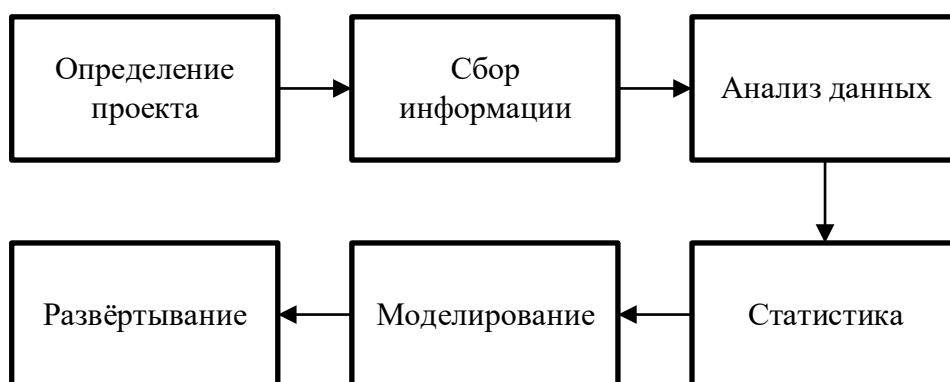 Определение
проекта
Сбор
информации
Анализ данных
Развёртывание
Моделирование
Статистика